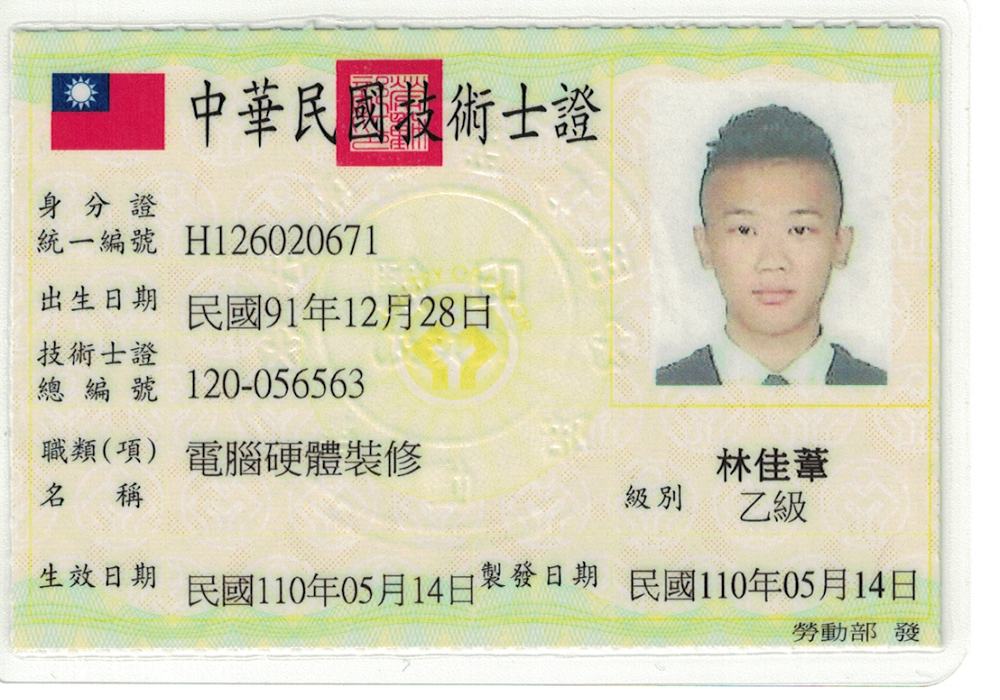 中華民國技術士證
身分證
統一編號 H126020671
出生日期 民國91年12月28日
技術士證
總編號 120-056563
職類(項)
名稱 電腦硬體裝修
林佳葦
級別 乙級
生效日期 民國110年05月14日 製發日期 民國110年05月14日
勞動部 發